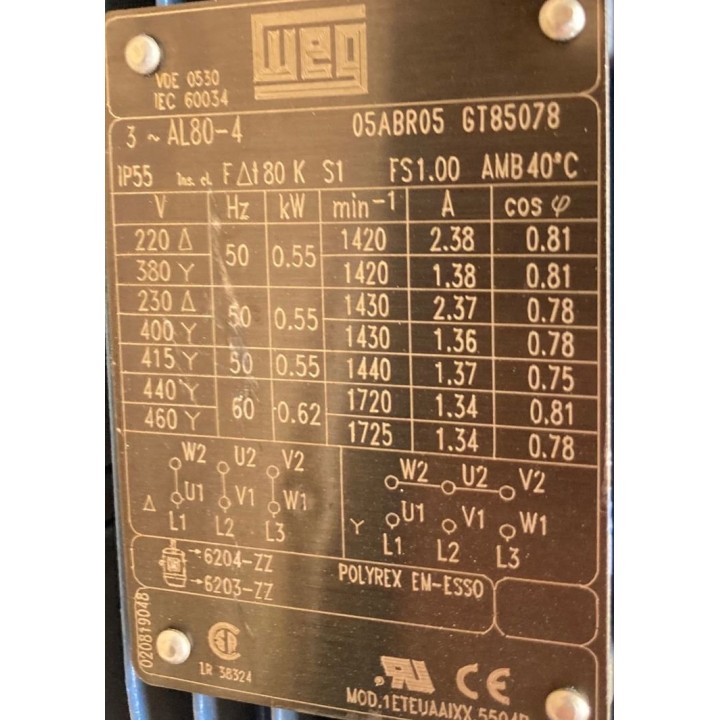 WEG
VDE 0530
IEC 60034
3 ~ AL80-4 05ABR05 GT85078
IP55 Ins. cl. F Δt 80 K S1 FS1.00 AMB 40°C
V Hz kW min⁻¹ A cos φ
220 Δ 50 0.55 1420 2.38 0.81
380 Y 1420 1.38 0.81
230 Δ 50 0.55 1430 2.37 0.78
400 Y 1430 1.36 0.78
415 Y 50 0.55 1440 1.37 0.75
440 Y 60 0.62 1720 1.34 0.81
460 Y 1725 1.34 0.78
W2 U2 V2 W2 U2 V2
Δ U1 V1 W1 Y U1 V1 W1
L1 L2 L3 L1 L2 L3
6204-ZZ
6203-ZZ
POLYREX EM-ESSO
020819048
LR 38324
CE
MOD.1ETEUAAIXX